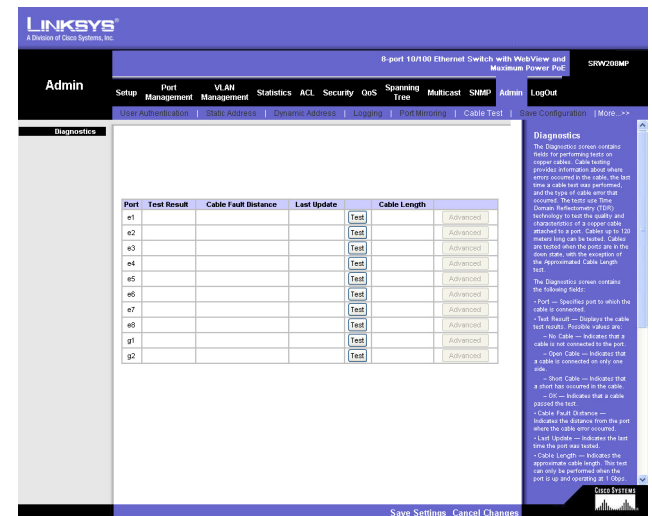 LINKSYS®
A Division of Cisco Systems, Inc.
8-port 10/100 Ethernet Switch with WebView and
Maximum Power PoE
SRW208MP
Admin
Setup Port Management VLAN Management Statistics ACL Security QoS Spanning Tree Multicast SNMP Admin LogOut
User Authentication | Static Address | Dynamic Address | Logging | Port Mirroring | Cable Test | Save Configuration | More...>>
Diagnostics
Port Test Result Cable Fault Distance Last Update Cable Length
e1 Test Advanced
e2 Test Advanced
e3 Test Advanced
e4 Test Advanced
e5 Test Advanced
e6 Test Advanced
e7 Test Advanced
e8 Test Advanced
g1 Test Advanced
g2 Test Advanced
Diagnostics
The Diagnostics screen contains
fields for performing tests on
copper cables. Cable testing
provides information about where
errors occurred in the cable, the last
time a cable test was performed,
and the type of cable error that
occurred. The tests use Time
Domain Reflectometry (TDR)
technology to test the quality and
characteristics of a copper cable
attached to a port. Cables up to 120
meters long can be tested. Cables
are tested when the ports are in the
down state, with the exception of
the Approximated Cable Length
test.
The Diagnostics screen contains
the following fields:
• Port — Specifies port to which the
cable is connected.
• Test Result — Displays the cable
test results. Possible values are:
– No Cable — Indicates that a
cable is not connected to the port.
– Open Cable — Indicates that
a cable is connected on only one
side.
– Short Cable — Indicates that
a short has occurred in the cable.
– OK — Indicates that a cable
passed the test.
• Cable Fault Distance —
Indicates the distance from the port
where the cable error occurred.
• Last Update — Indicates the last
time the port was tested.
• Cable Length — Indicates the
approximate cable length. This test
can only be performed when the
port is up and operating at 1 Gbps.
Save Settings Cancel Changes
CISCO SYSTEMS